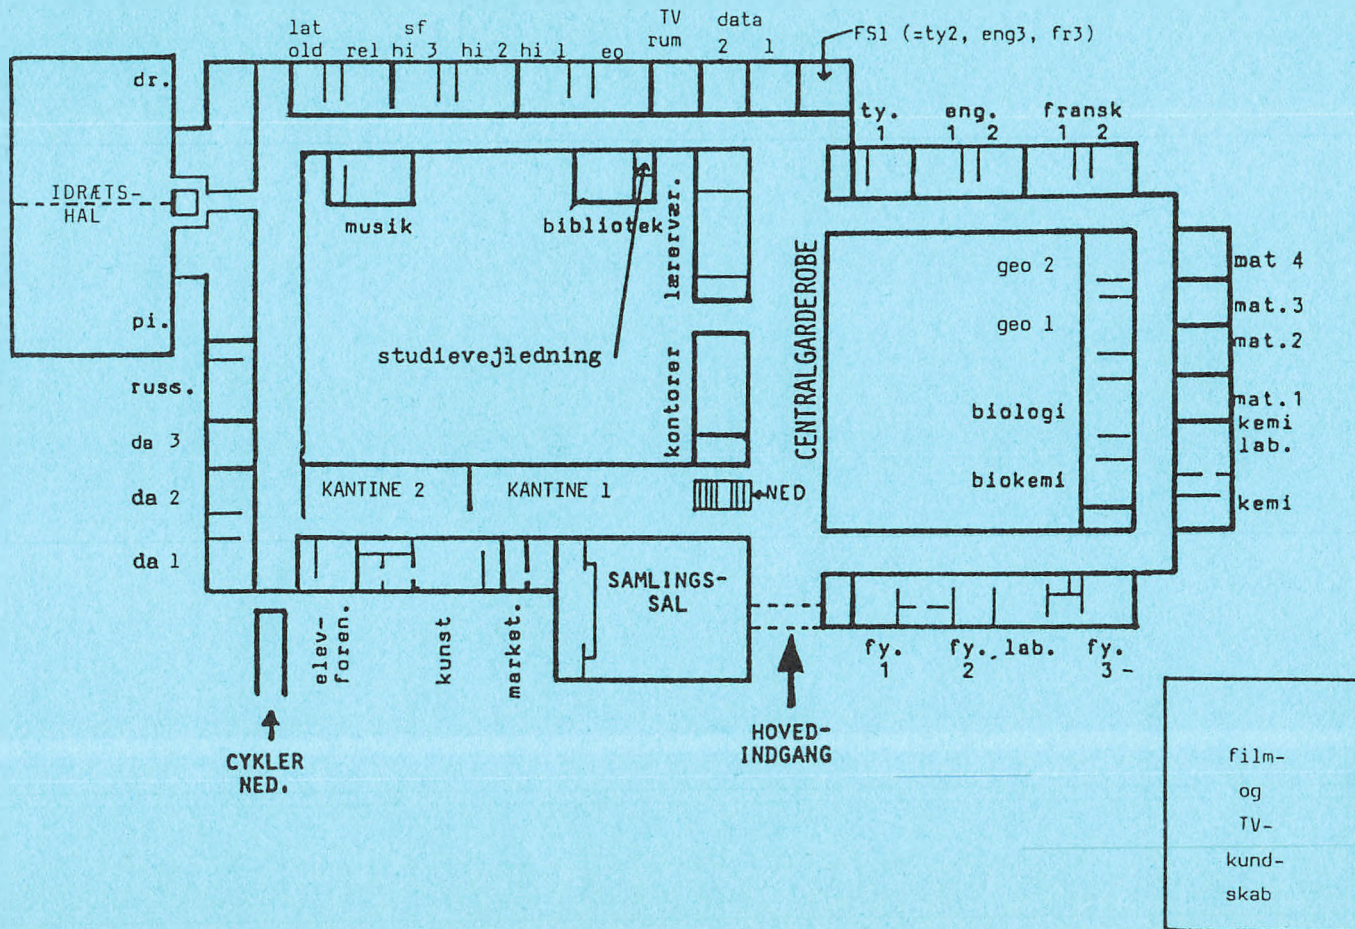 lat sf TV data
old rel hi 3 hi 2 hi 1 eo rum 2 1
FS1 (=ty2, eng3, fr3)
dr.
ty. eng. fransk
1 1 2 1 2
IDRÆTS-
HAL
musik
bibliotek
lærervær.
CENTRALGARDEROBE
geo 2
mat 4
mat.3
pi.
geo 1
mat.2
studievejledning
russ.
kontorer
mat.1
biologi
kemi
lab.
da 3
biokemi
kemi
da 2
KANTINE 2
KANTINE 1
NED
da 1
SAMLINGS-
SAL
elev-
foren.
kunst
market.
fy. fy. lab. fy.
1 2 3 -
CYKLER
NED.
HOVED-
INDGANG
film-
og
TV-
kund-
skab